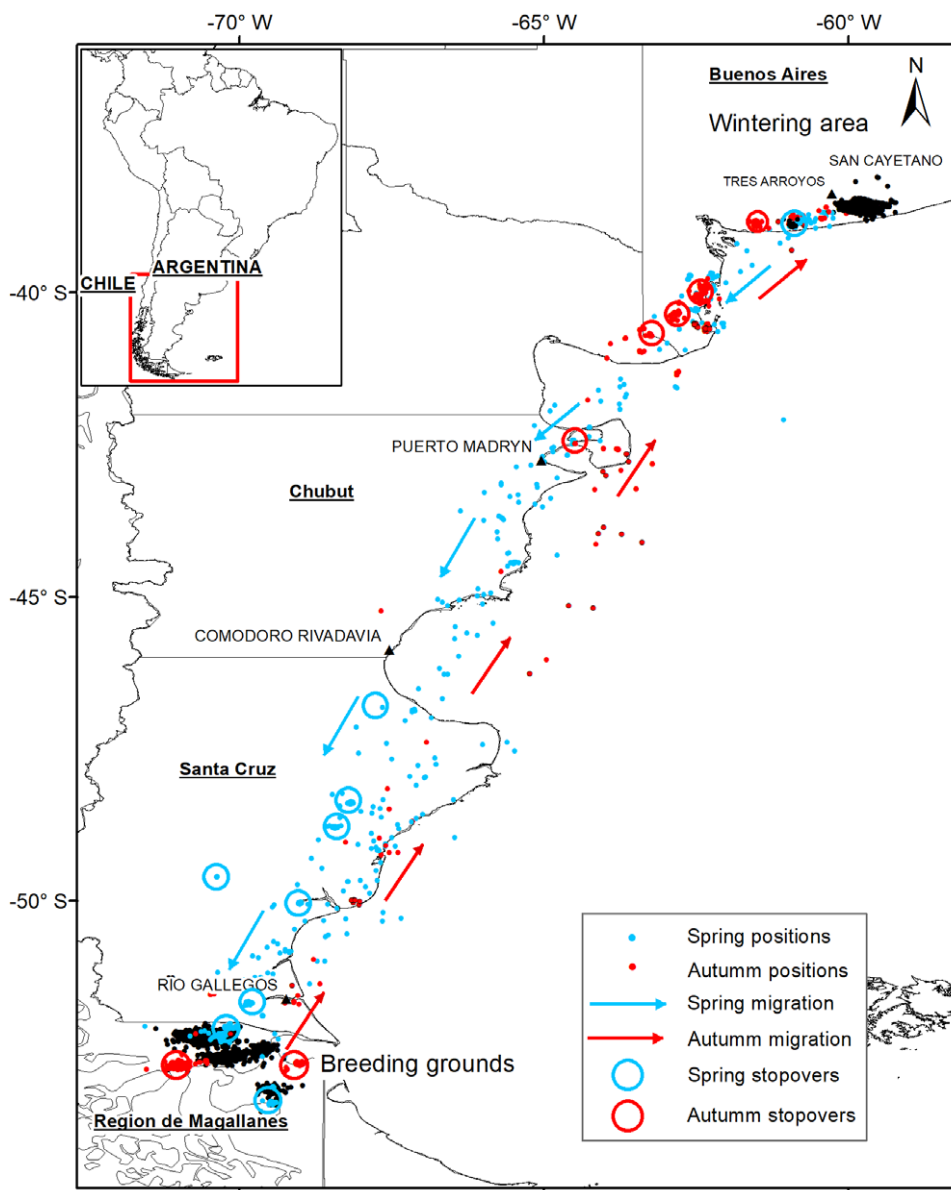 -70° W
-65° W
-60° W
Buenos Aires
N
Wintering area
SAN CAYETANO
TRES ARROYOS
ARGENTINA
CHILE
-40° S
PUERTO MADRYN
Chubut
-45° S
COMODORO RIVADAVIA
Santa Cruz
-50° S
RÏO GALLEGOS
Breeding grounds
Region de Magallanes
Spring positions
Autumm positions
Spring migration
Autumm migration
Spring stopovers
Autumm stopovers